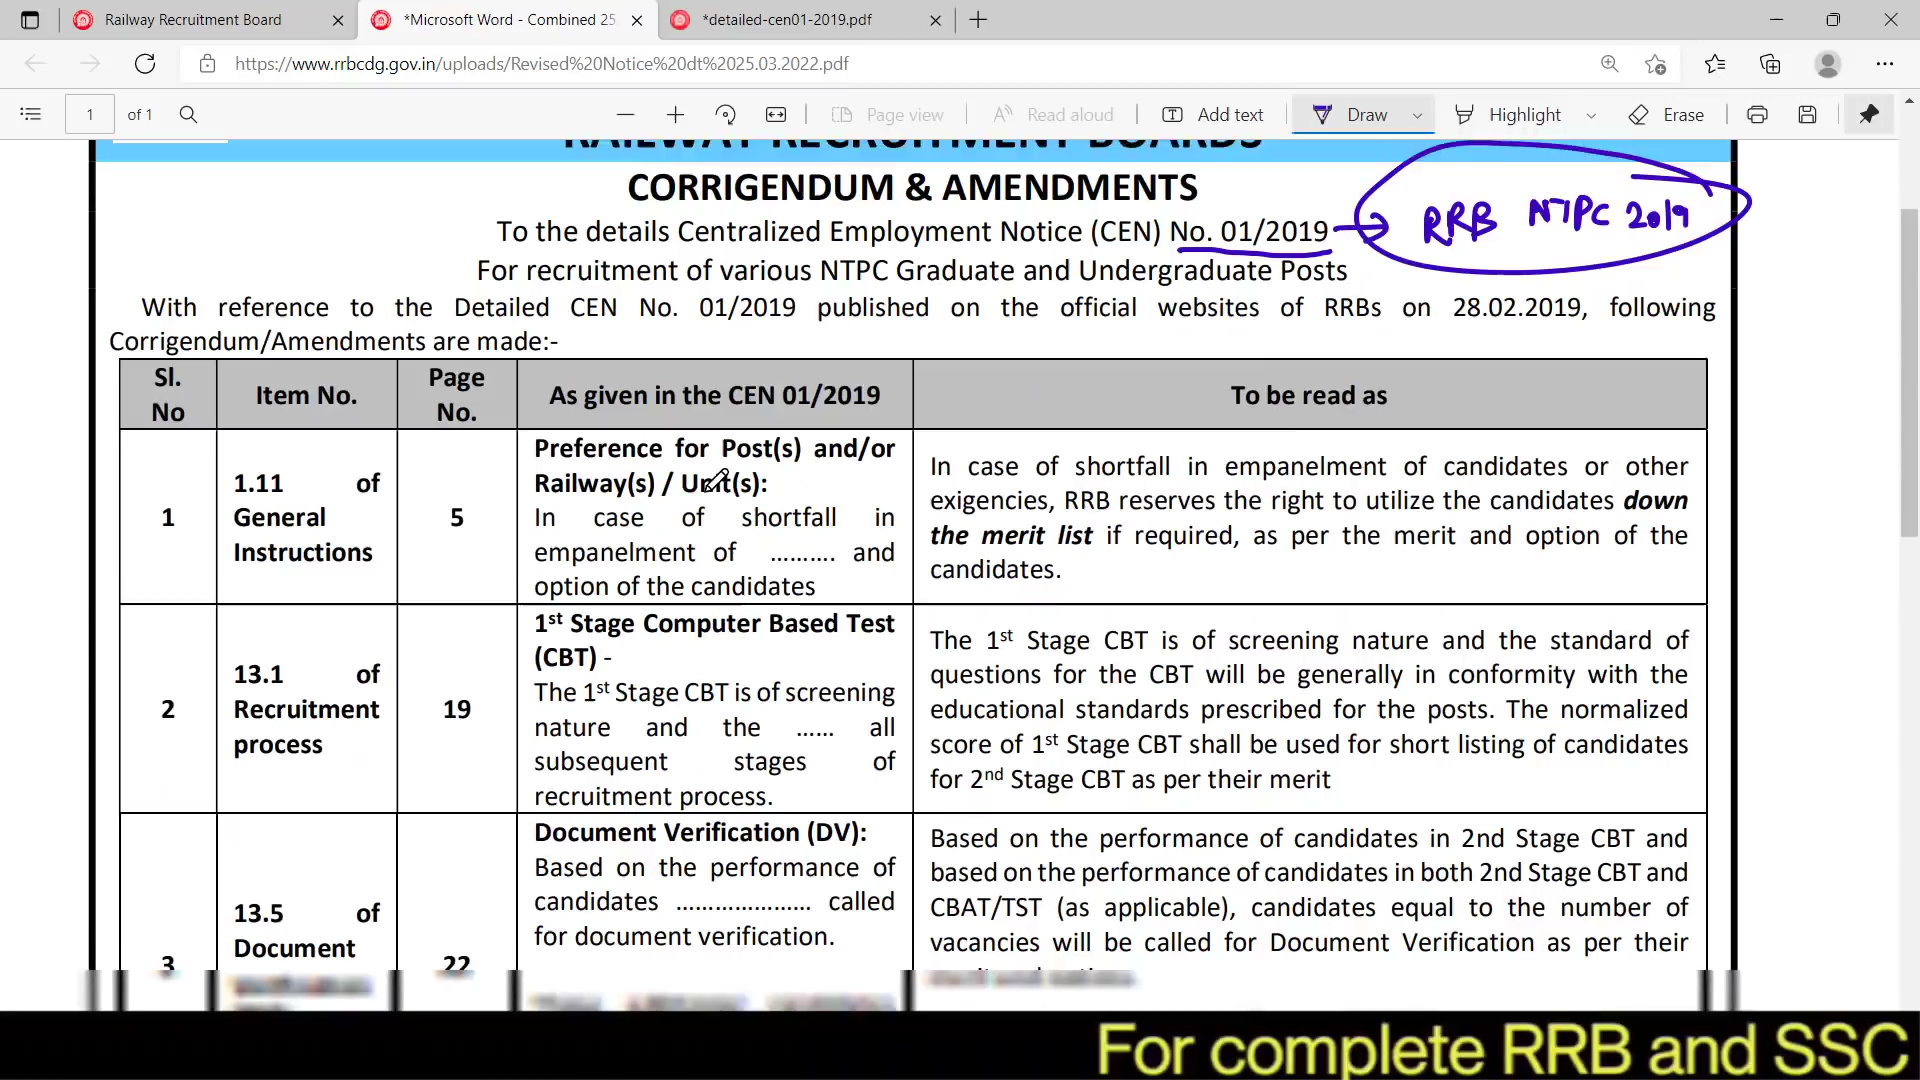 Railway Recruitment Board
*Microsoft Word - Combined 25
*detailed-cen01-2019.pdf
https://www.rrbcdg.gov.in/uploads/Revised%20Notice%20dt%2025.03.2022.pdf
1 of 1
Page view
Read aloud
Add text
Draw
Highlight
Erase
RAILWAY RECRUITMENT BOARDS
CORRIGENDUM & AMENDMENTS
To the details Centralized Employment Notice (CEN) No. 01/2019
RRB NTPC 2019
For recruitment of various NTPC Graduate and Undergraduate Posts
With reference to the Detailed CEN No. 01/2019 published on the official websites of RRBs on 28.02.2019, following
Corrigendum/Amendments are made:-
Sl.
No
Item No.
Page
No.
As given in the CEN 01/2019
To be read as
1
1.11 of
General
Instructions
5
Preference for Post(s) and/or
Railway(s) / Unit(s):
In case of shortfall in
empanelment of .......... and
option of the candidates
In case of shortfall in empanelment of candidates or other
exigencies, RRB reserves the right to utilize the candidates down
the merit list if required, as per the merit and option of the
candidates.
2
13.1 of
Recruitment
process
19
1st Stage Computer Based Test
(CBT) -
The 1st Stage CBT is of screening
nature and the ...... all
subsequent stages of
recruitment process.
The 1st Stage CBT is of screening nature and the standard of
questions for the CBT will be generally in conformity with the
educational standards prescribed for the posts. The normalized
score of 1st Stage CBT shall be used for short listing of candidates
for 2nd Stage CBT as per their merit
3
13.5 of
Document
22
Document Verification (DV):
Based on the performance of
candidates ..................... called
for document verification.
Based on the performance of candidates in 2nd Stage CBT and
based on the performance of candidates in both 2nd Stage CBT and
CBAT/TST (as applicable), candidates equal to the number of
vacancies will be called for Document Verification as per their
For complete RRB and SSC